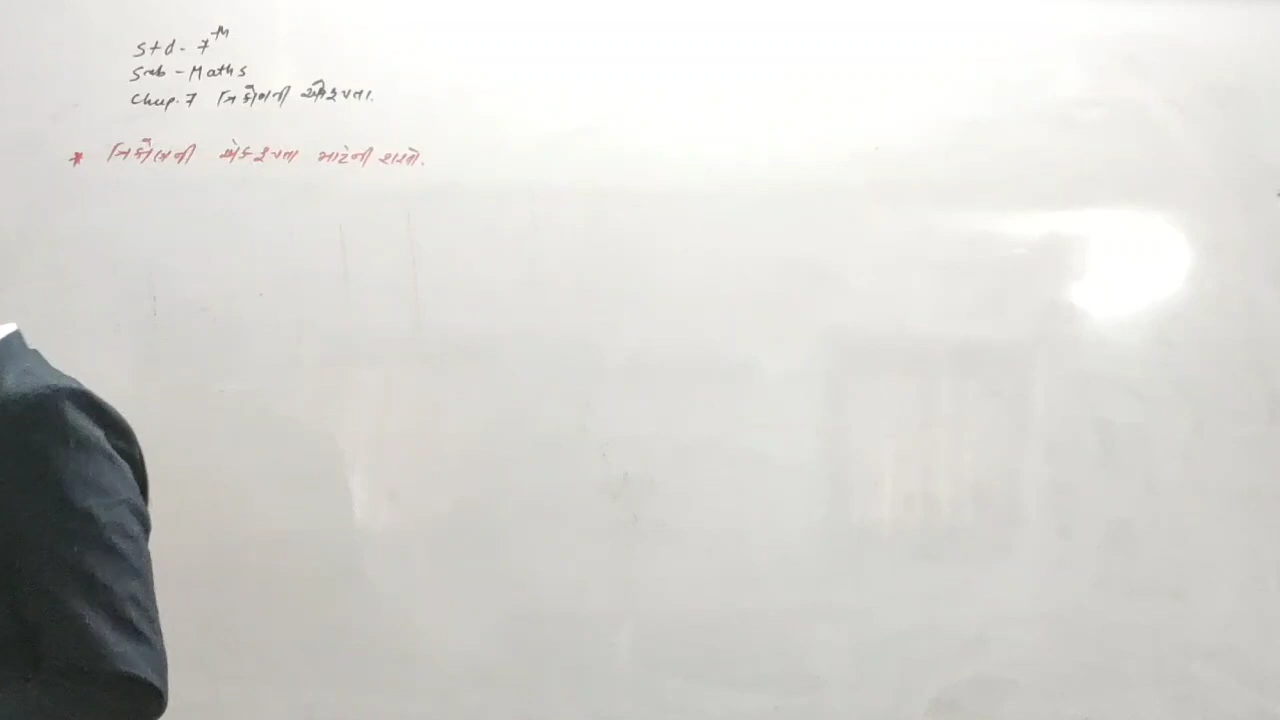 Std - 7th
Sub - Maths
Chap. 7 ત્રિકોણની એકરૂપતા.
* ત્રિકોણની એકરૂપતા માટેની શરતો.